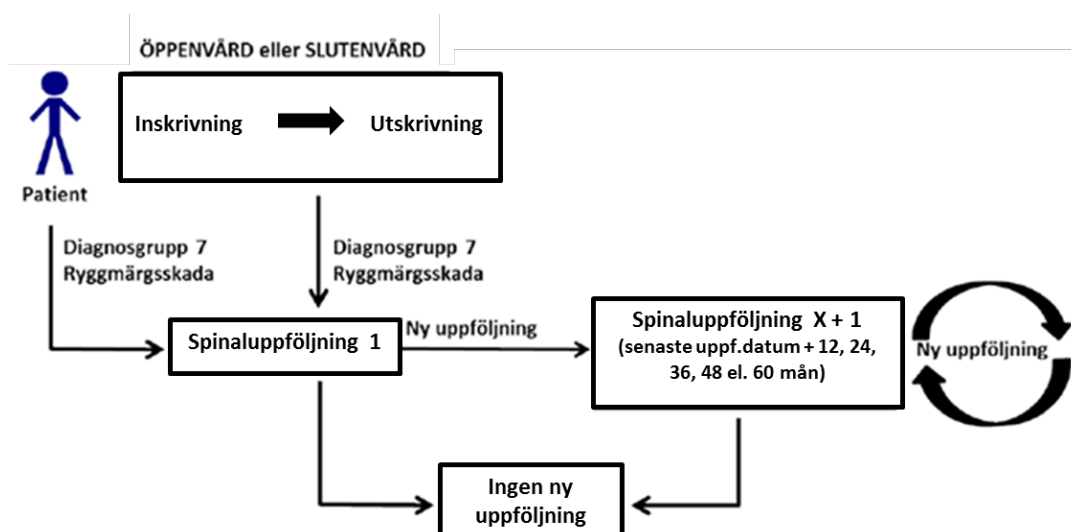 ÖPPENVÅRD eller SLUTENVÅRD
Inskrivning
Utskrivning
Patient
Diagnosgrupp 7
Ryggmärgsskada
Diagnosgrupp 7
Ryggmärgsskada
Spinaluppföljning 1
Ny uppföljning
Spinaluppföljning X + 1
(senaste uppf.datum + 12, 24,
36, 48 el. 60 mån)
Ny uppföljning
Ingen ny
uppföljning